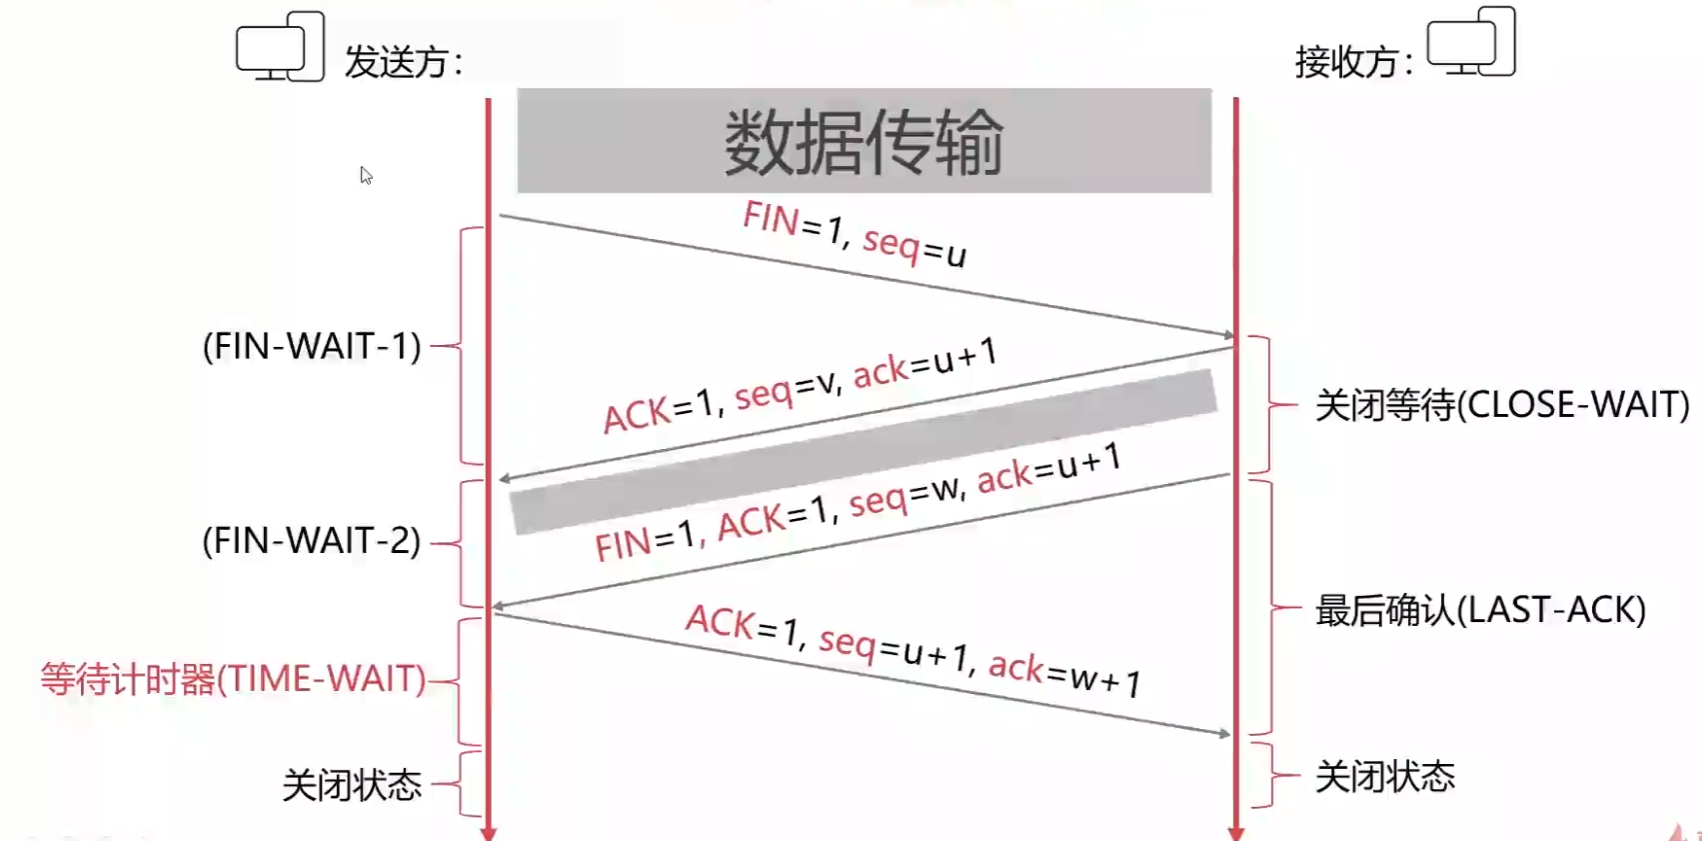 发送方:
接收方:
数据传输
FIN=1, seq=u
(FIN-WAIT-1)
ACK=1, seq=v, ack=u+1
关闭等待(CLOSE-WAIT)
FIN=1, ACK=1, seq=w, ack=u+1
(FIN-WAIT-2)
ACK=1, seq=u+1, ack=w+1
最后确认(LAST-ACK)
等待计时器(TIME-WAIT)
关闭状态
关闭状态